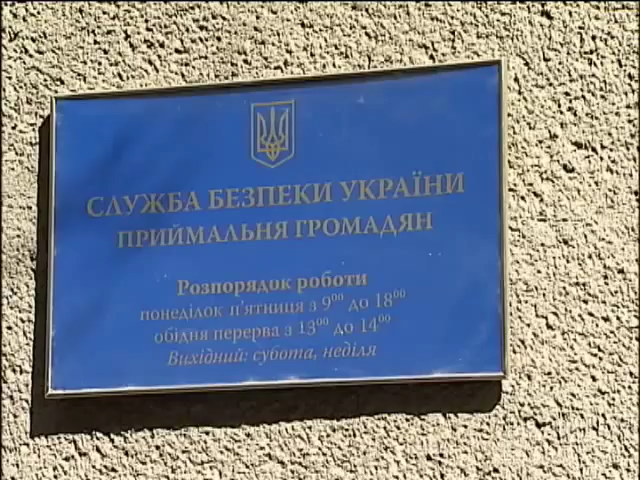 СЛУЖБА БЕЗПЕКИ УКРАЇНИ
ПРИЙМАЛЬНЯ ГРОМАДЯН
Розпорядок роботи
понеділок п'ятниця з 9⁰⁰ до 18⁰⁰
обідня перерва з 13⁰⁰ до 14⁰⁰
Вихідний: субота, неділя